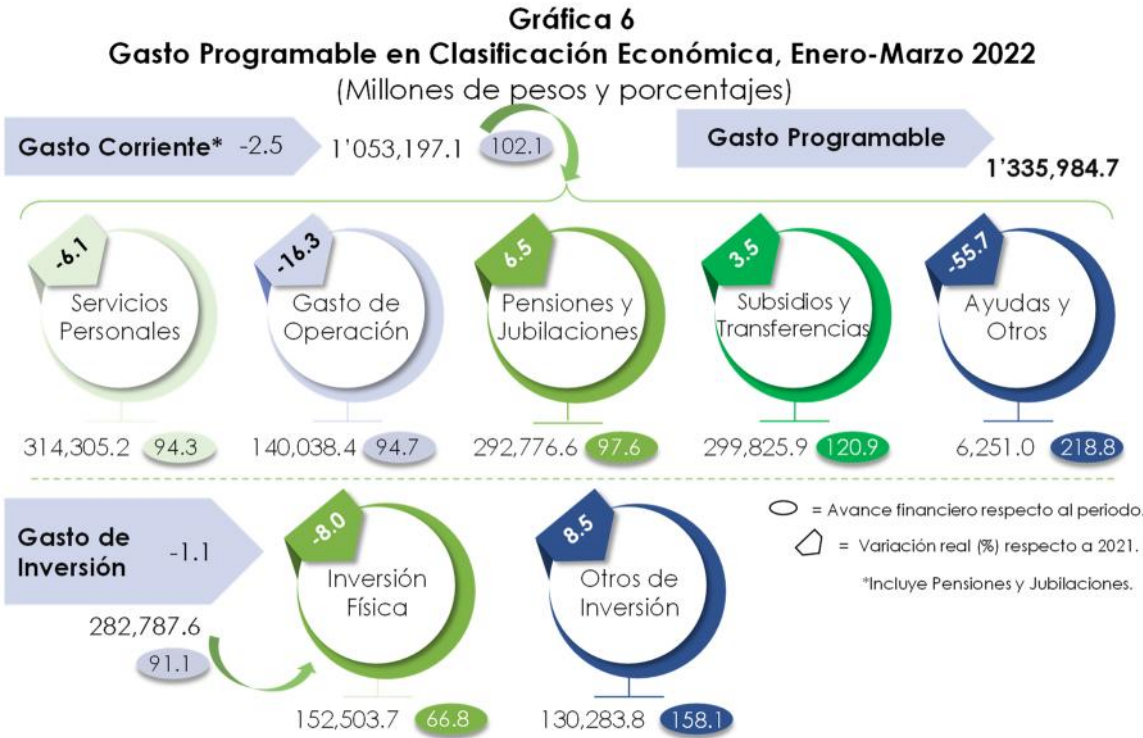 Gráfica 6
Gasto Programable en Clasificación Económica, Enero-Marzo 2022
(Millones de pesos y porcentajes)
Gasto Corriente* -2.5
1'053,197.1
102.1
Gasto Programable
1'335,984.7
-6.1
Servicios
Personales
314,305.2
94.3
-16.3
Gasto de
Operación
140,038.4
94.7
6.5
Pensiones y
Jubilaciones
292,776.6
97.6
3.5
Subsidios y
Transferencias
299,825.9
120.9
-55.7
Ayudas y
Otros
6,251.0
218.8
Gasto de
Inversión
-1.1
282,787.6
91.1
-8.0
Inversión
Física
152,503.7
66.8
8.5
Otros de
Inversión
130,283.8
158.1
= Avance financiero respecto al periodo.
= Variación real (%) respecto a 2021.
*Incluye Pensiones y Jubilaciones.